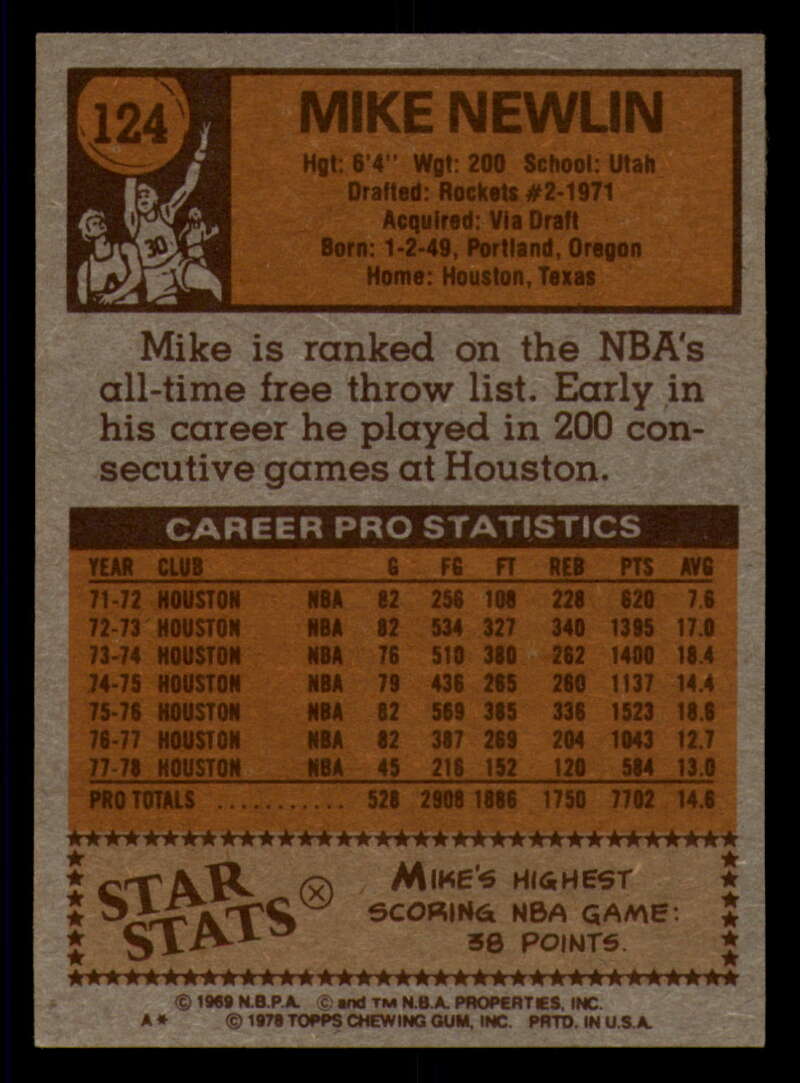 124
MIKE NEWLIN
Hgt: 6'4" Wgt: 200 School: Utah
Drafted: Rockets #2-1971
Acquired: Via Draft
Born: 1-2-49, Portland, Oregon
Home: Houston, Texas
30
Mike is ranked on the NBA's
all-time free throw list. Early in
his career he played in 200 con-
secutive games at Houston.
CAREER PRO STATISTICS
YEAR CLUB G FG FT REB PTS AVG
71-72 HOUSTON NBA 82 256 108 228 620 7.6
72-73 HOUSTON NBA 82 534 327 340 1395 17.0
73-74 HOUSTON NBA 76 510 380 262 1400 18.4
74-75 HOUSTON NBA 79 436 265 260 1137 14.4
75-76 HOUSTON NBA 82 569 385 336 1523 18.6
76-77 HOUSTON NBA 82 387 269 204 1043 12.7
77-78 HOUSTON NBA 45 216 152 120 584 13.0
PRO TOTALS ........... 528 2908 1886 1750 7702 14.6
STAR
STATS
MIKE'S HIGHEST
SCORING NBA GAME:
38 POINTS.
© 1969 N.B.P.A. © and TM N.B.A. PROPERTIES, INC.
A* © 1978 TOPPS CHEWING GUM, INC. PRTD. IN U.S.A.